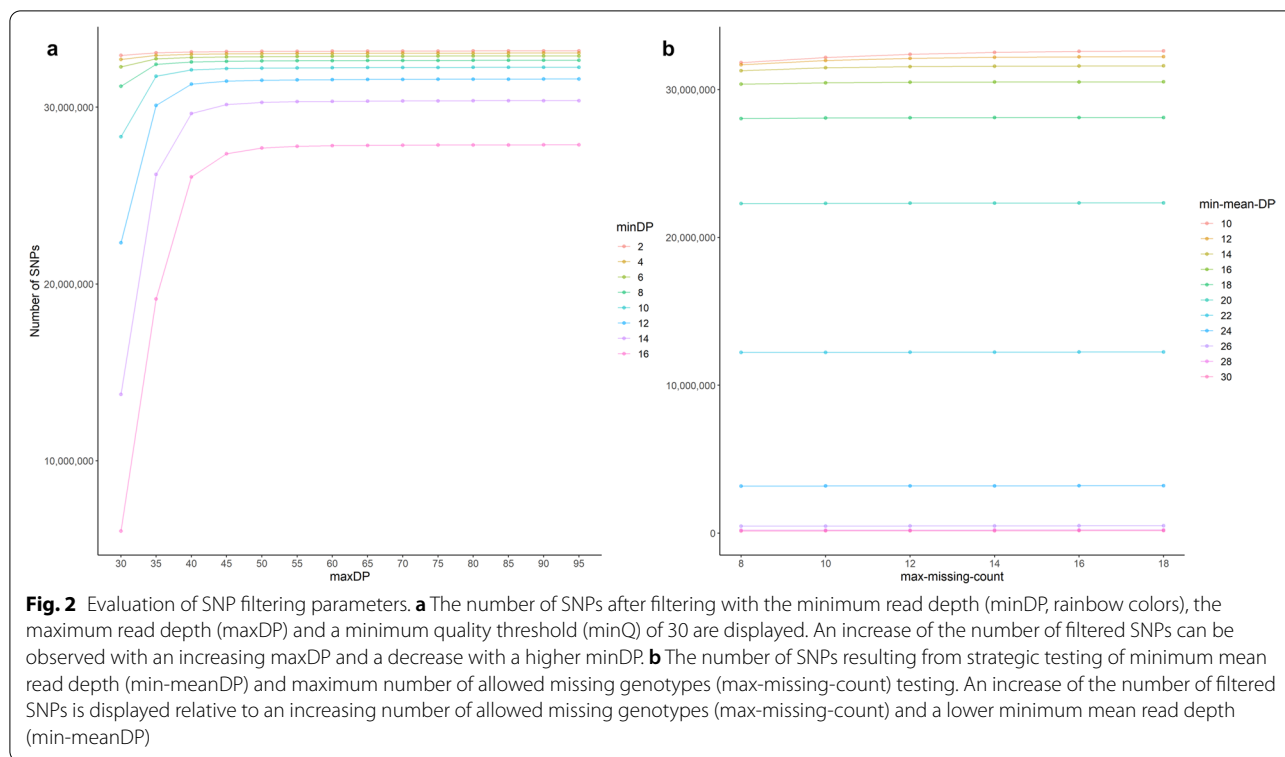 a
Number of SNPs
30,000,000
20,000,000
10,000,000
30 35 40 45 50 55 60 65 70 75 80 85 90 95
maxDP
minDP
2
4
6
8
10
12
14
16
b
30,000,000
20,000,000
10,000,000
0
8 10 12 14 16 18
max-missing-count
min-mean-DP
10
12
14
16
18
20
22
24
26
28
30
Fig. 2 Evaluation of SNP filtering parameters. a The number of SNPs after filtering with the minimum read depth (minDP, rainbow colors), the
maximum read depth (maxDP) and a minimum quality threshold (minQ) of 30 are displayed. An increase of the number of filtered SNPs can be
observed with an increasing maxDP and a decrease with a higher minDP. b The number of SNPs resulting from strategic testing of minimum mean
read depth (min-meanDP) and maximum number of allowed missing genotypes (max-missing-count) testing. An increase of the number of filtered
SNPs is displayed relative to an increasing number of allowed missing genotypes (max-missing-count) and a lower minimum mean read depth
(min-meanDP)